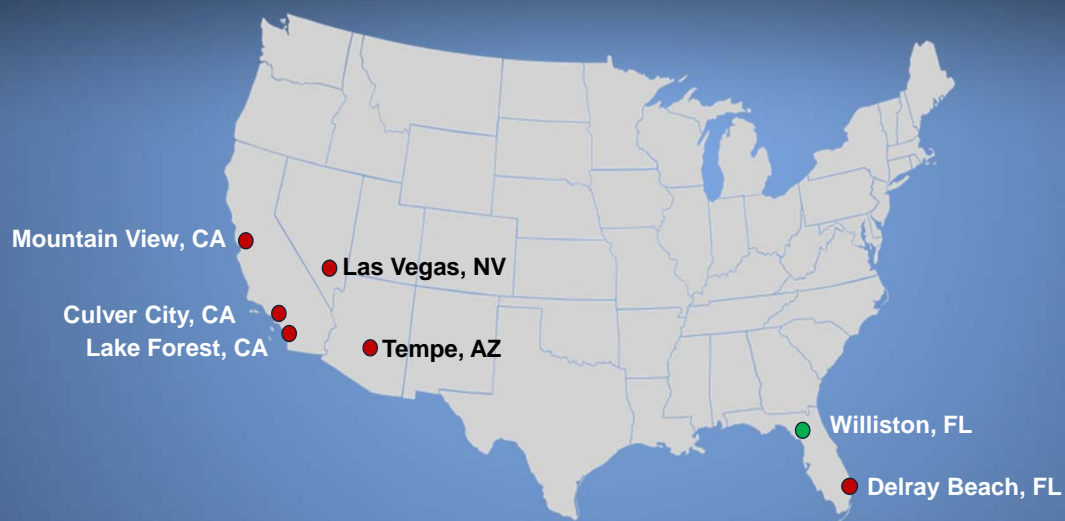 Mountain View, CA
Las Vegas, NV
Culver City, CA
Lake Forest, CA
Tempe, AZ
Williston, FL
Delray Beach, FL